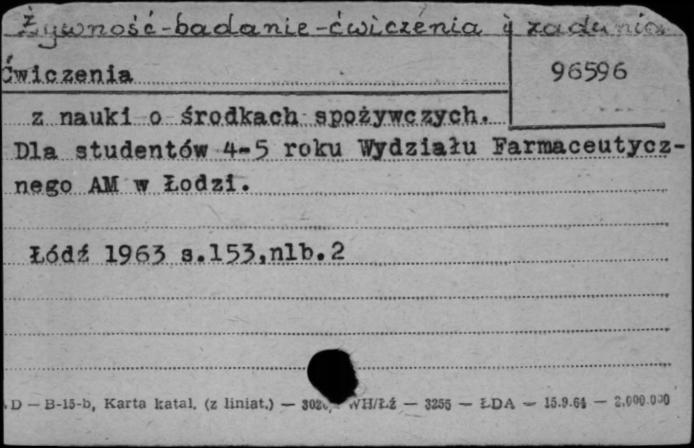 Żywność-badanie-ćwiczenia i zadania
Ćwiczenia
96596
z nauki o środkach spożywczych.
Dla studentów 4-5 roku Wydziału Farmaceutycz-
nego AM w Łodzi.
Łódź 1963 s.153,nlb.2
D — B-15-b, Karta katal. (z liniat.) — WH/Łź — 3255 — ŁDA — 15.9.64 — 2.000.000